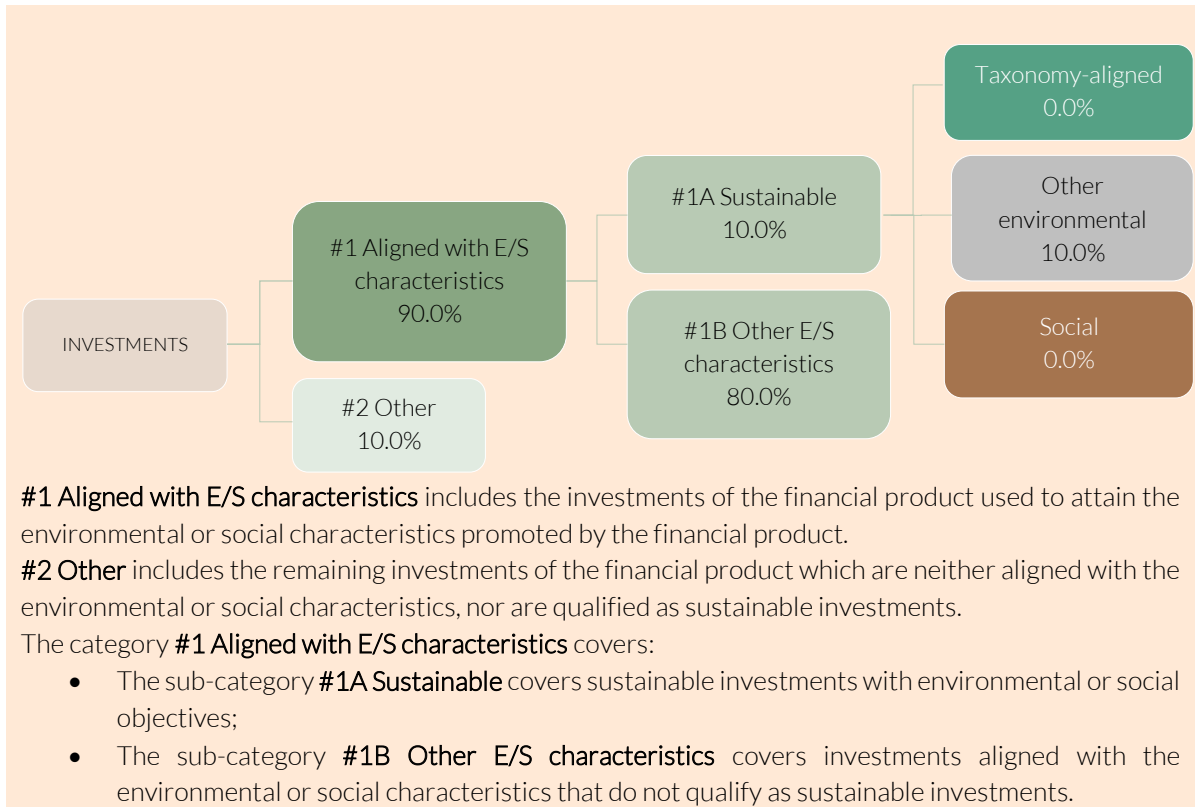 INVESTMENTS
#1 Aligned with E/S
characteristics
90.0%
#2 Other
10.0%
#1A Sustainable
10.0%
#1B Other E/S
characteristics
80.0%
Taxonomy-aligned
0.0%
Other
environmental
10.0%
Social
0.0%
#1 Aligned with E/S characteristics includes the investments of the financial product used to attain the
environmental or social characteristics promoted by the financial product.
#2 Other includes the remaining investments of the financial product which are neither aligned with the
environmental or social characteristics, nor are qualified as sustainable investments.
The category #1 Aligned with E/S characteristics covers:
• The sub-category #1A Sustainable covers sustainable investments with environmental or social
objectives;
• The sub-category #1B Other E/S characteristics covers investments aligned with the
environmental or social characteristics that do not qualify as sustainable investments.